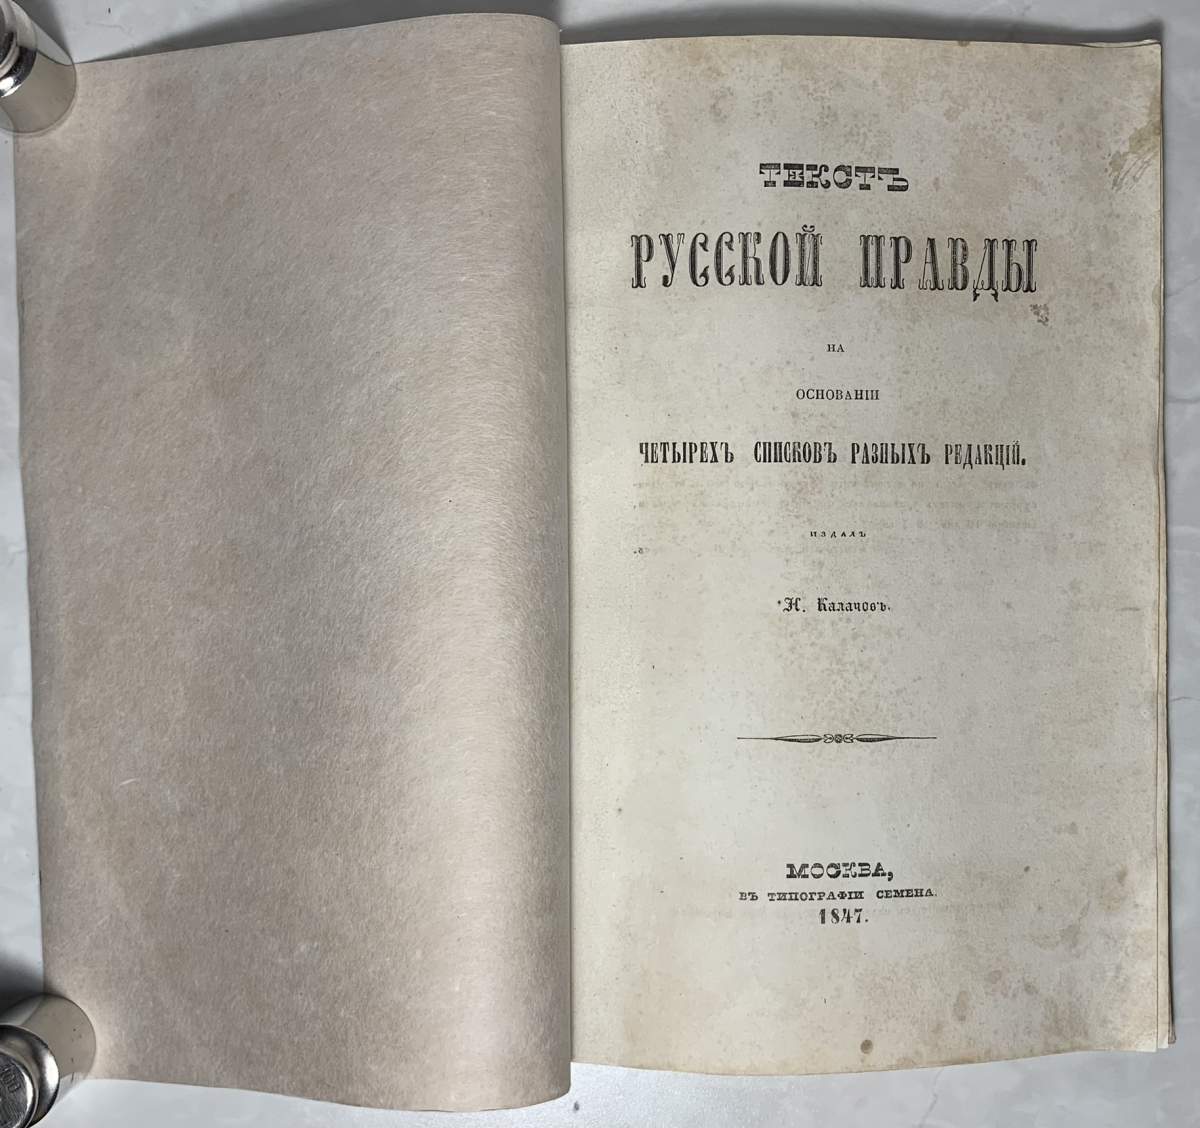 ТЕКСТЪ
РУССКОЙ ПРАВДЫ
НА
ОСНОВАНІИ
ЧЕТЫРЕХЪ СПИСКОВЪ РАЗНЫХЪ РЕДАКЦІЙ.
ИЗДАЛЪ
Н. Калачовъ.
МОСКВА,
ВЪ ТИПОГРАФІИ СЕМЕНА.
1847.